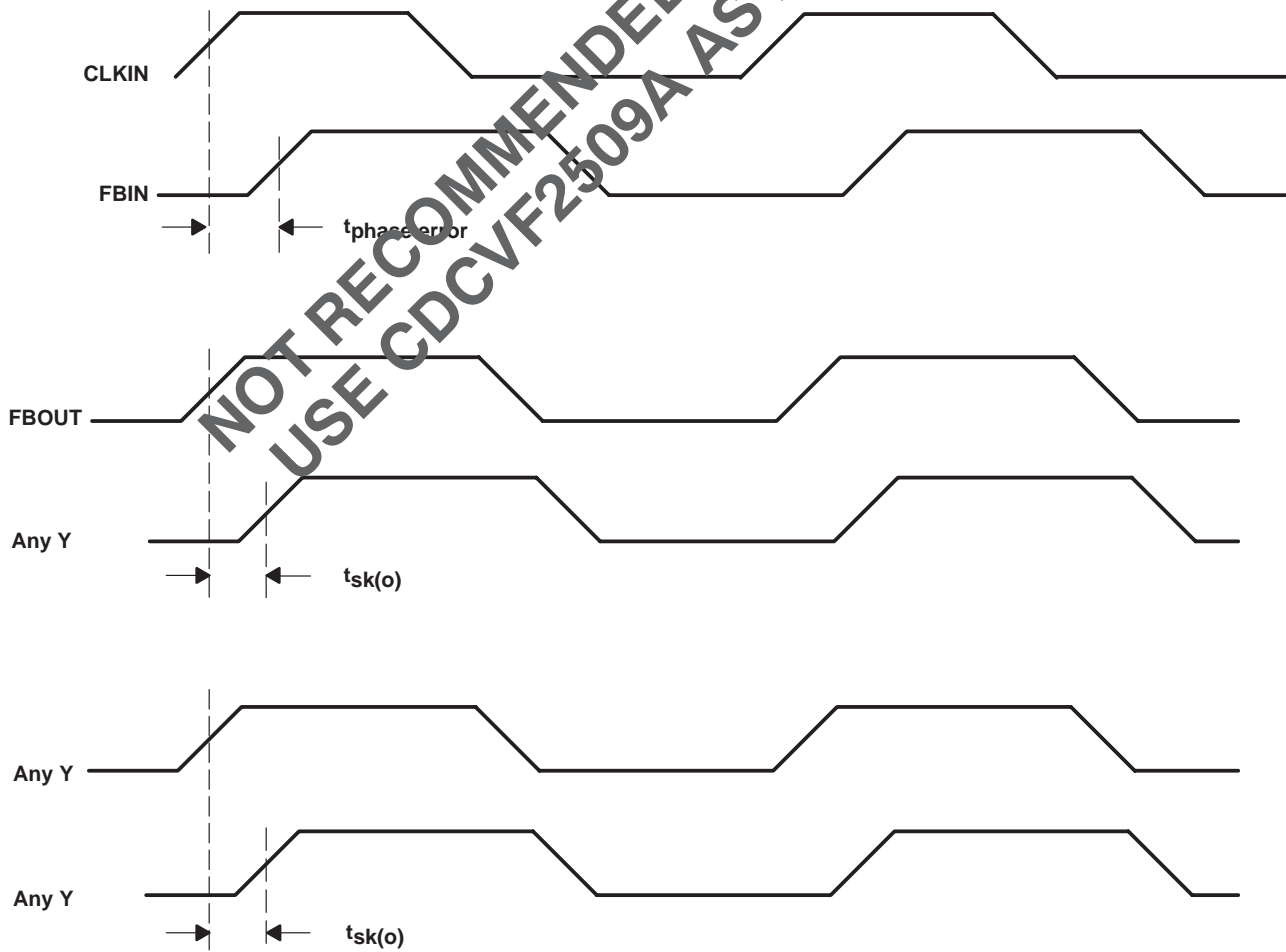 CLKIN
FBIN
tphase error
FBOUT
Any Y
tsk(o)
Any Y
Any Y
tsk(o)
NOT RECOMMENDED
USE CDCVF2509A AS